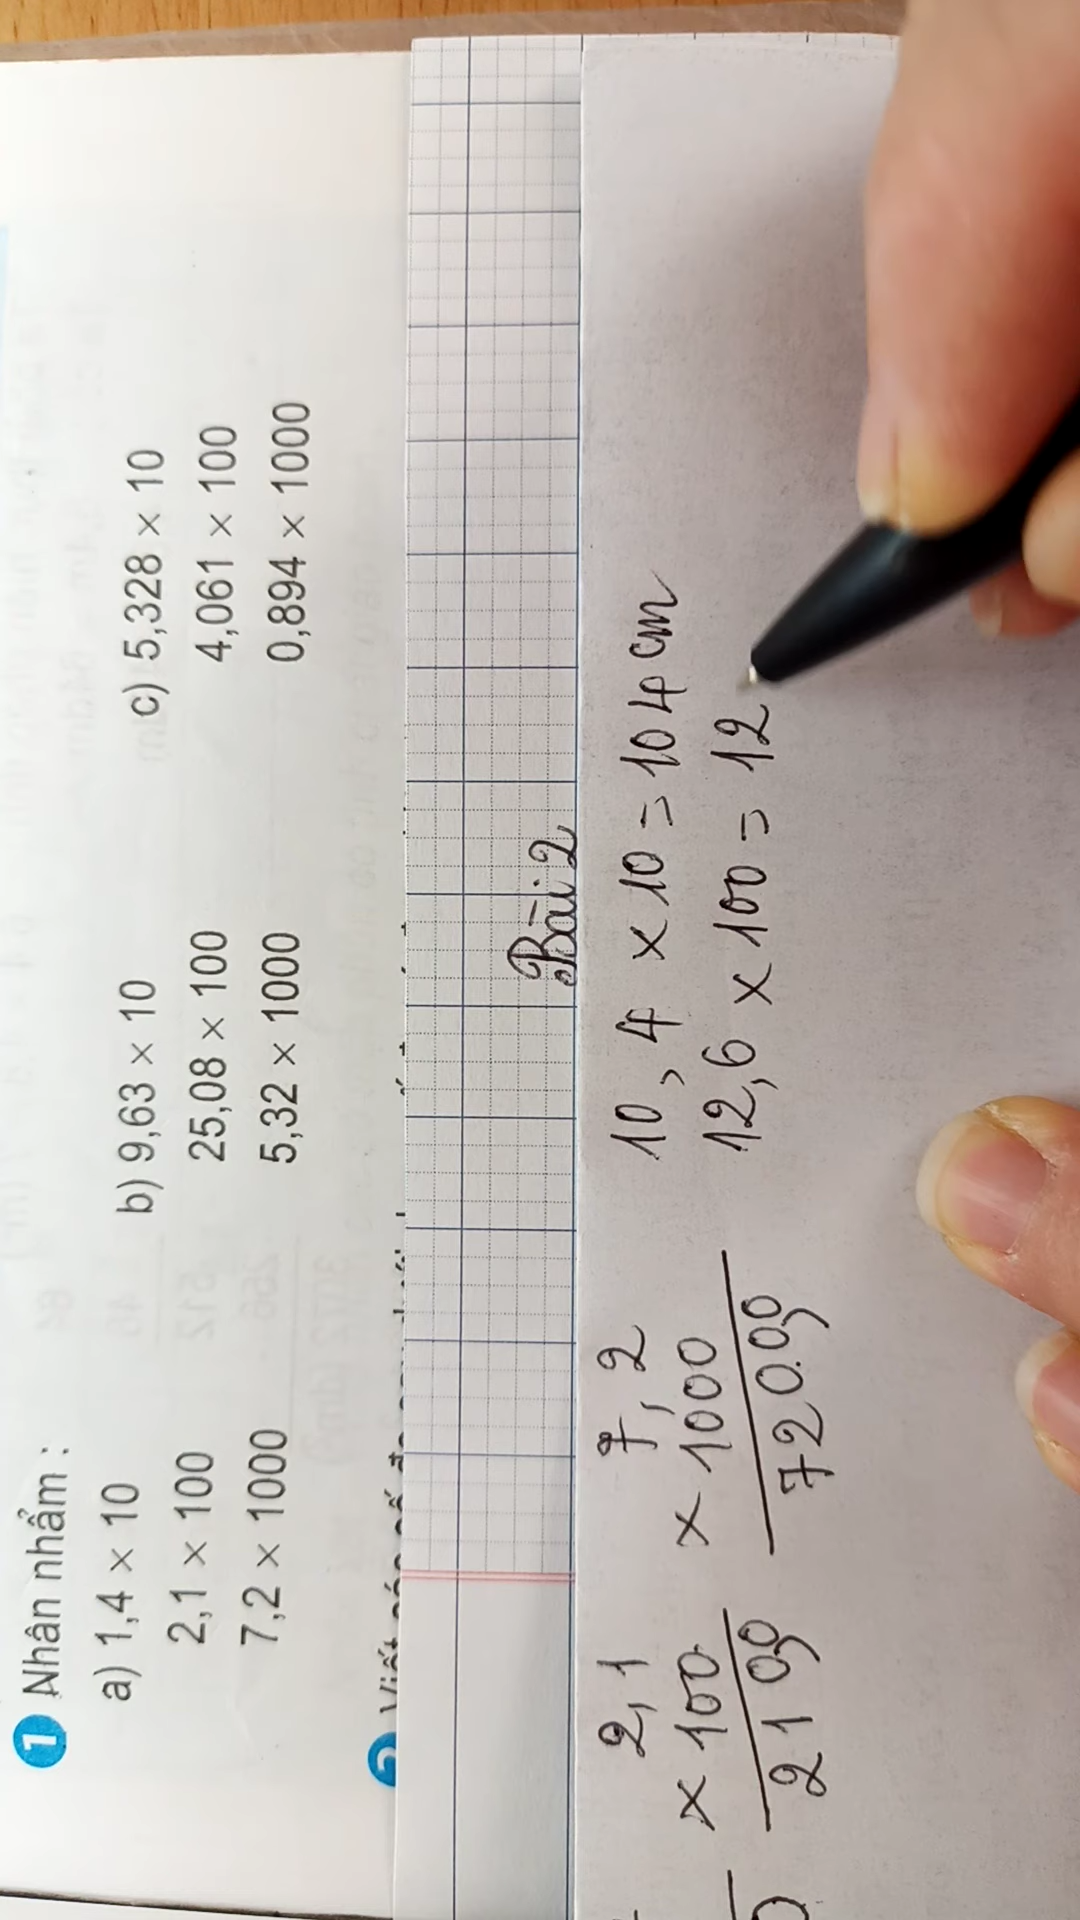 1 Nhân nhẩm :
a) 1,4 × 10
2,1 × 100
7,2 × 1000
b) 9,63 × 10
25,08 × 100
5,32 × 1000
c) 5,328 × 10
4,061 × 100
0,894 × 1000
2
Bài 2
2,1
× 100
210,0
7,2
× 1000
7200,0
10,4 × 10 = 104 cm
12,6 × 100 = 12